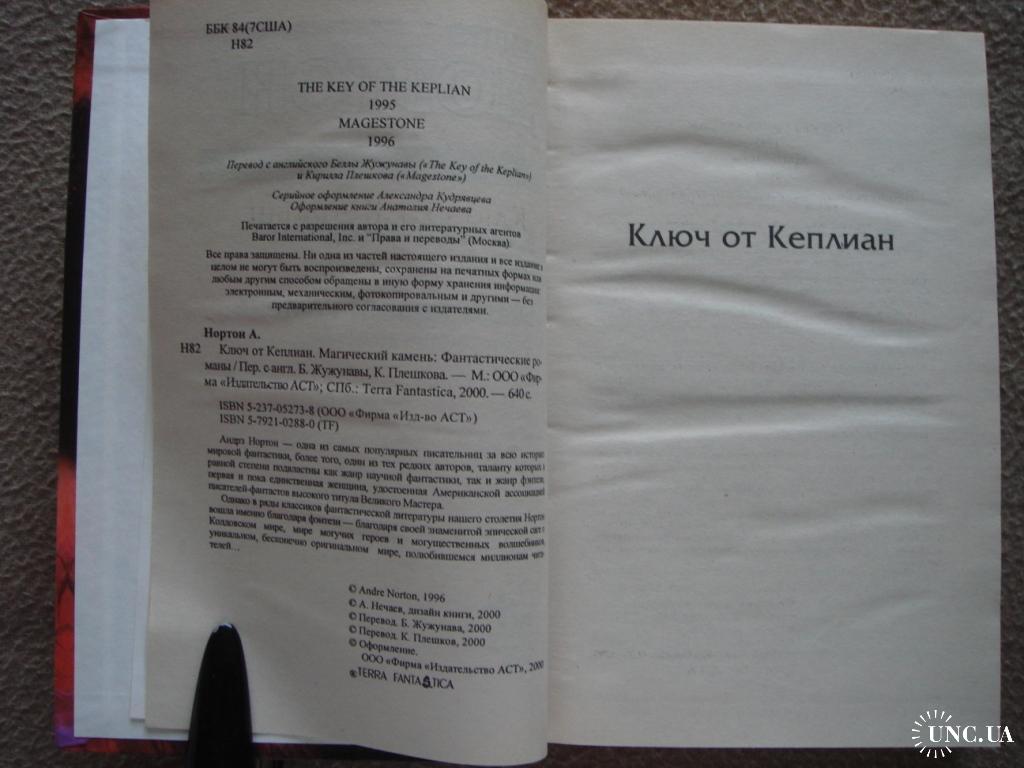 ББК 84(7США)
Н82
THE KEY OF THE KEPLIAN
1995
MAGESTONE
1996
Перевод с английского Беллы Жужунавы («The Key of the Keplian»)
и Кирилла Плешкова («Magestone»)
Серийное оформление Александра Кудрявцева
Оформление книги Анатолия Нечаева
Печатается с разрешения автора и его литературных агентов
Baror International, Inc. и "Права и переводы" (Москва).
Все права защищены. Ни одна из частей настоящего издания и все издание в
целом не могут быть воспроизведены, сохранены на печатных формах или
любым другим способом обращены в иную форму хранения информации:
электронным, механическим, фотокопировальным и другими — без
предварительного согласования с издателями.
Нортон А.
Н82 Ключ от Кеплиан. Магический камень: Фантастические ро-
маны / Пер. с англ. Б. Жужунавы, К. Плешкова. — М.: ООО «Фир-
ма «Издательство АСТ»; СПб.: Terra Fantastica, 2000. — 640 с.
ISBN 5-237-05273-8 (ООО «Фирма «Изд-во АСТ»)
ISBN 5-7921-0288-0 (TF)
Андрэ Нортон — одна из самых популярных писательниц за всю историю
мировой фантастики, более того, один из тех редких авторов, таланту которых в
равной степени подвластны как жанр научной фантастики, так и жанр фэнтези,
первая и пока единственная женщина, удостоенная Американской ассоциацией
писателей-фантастов высокого титула Великого Мастера.
Однако в ряды классиков фантастической литературы нашего столетия Нортон
вошла именно благодаря фэнтези — благодаря своей знаменитой эпической саге о
Колдовском мире, мире могучих героев и могущественных волшебников,
уникальном, бесконечно оригинальном мире, полюбившемся миллионам чита-
телей...
© Andre Norton, 1996
© А. Нечаев, дизайн книги, 2000
© Перевод. Б. Жужунава, 2000
© Перевод. К. Плешков, 2000
© Оформление.
ООО «Фирма «Издательство АСТ», 2000
® TERRA FANTASTICA
Ключ от Кеплиан
UNC.UA